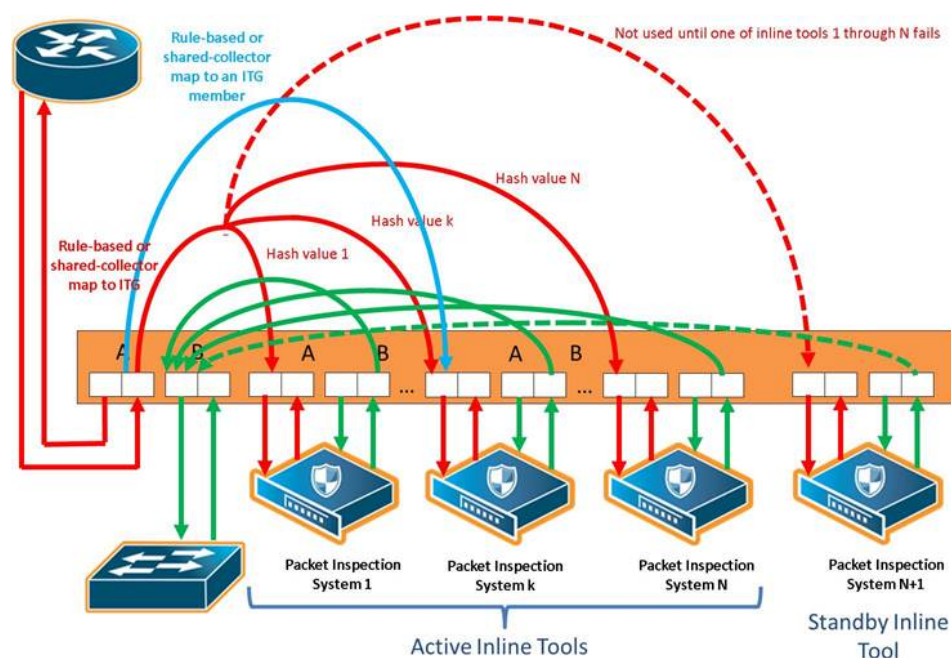 Rule-based or
shared-collector
map to an ITG
member
Not used until one of inline tools 1 through N fails
Hash value N
Hash value k
Hash value 1
Rule-based or
shared-collector
map to ITG
A
B
A
B
A
B
...
...
Packet Inspection
System 1
Packet Inspection
System k
Packet Inspection
System N
Packet Inspection
System N+1
Active Inline Tools
Standby Inline
Tool